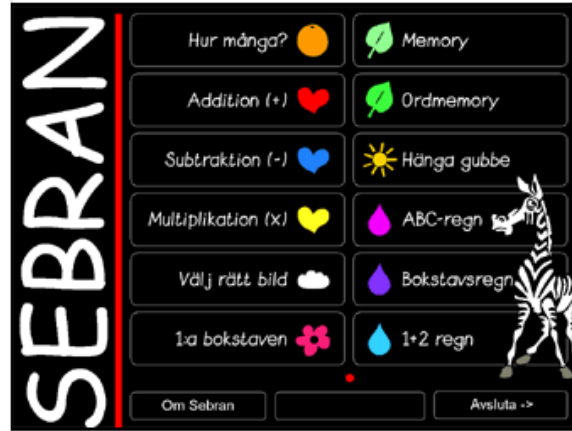 SEBRAN
Hur många?
Memory
Addition (+)
Ordmemory
Subtraktion (-)
Hänga gubbe
Multiplikation (x)
ABC-regn
Välj rätt bild
Bokstavsregn
1:a bokstaven
1+2 regn
Om Sebran
Avsluta ->